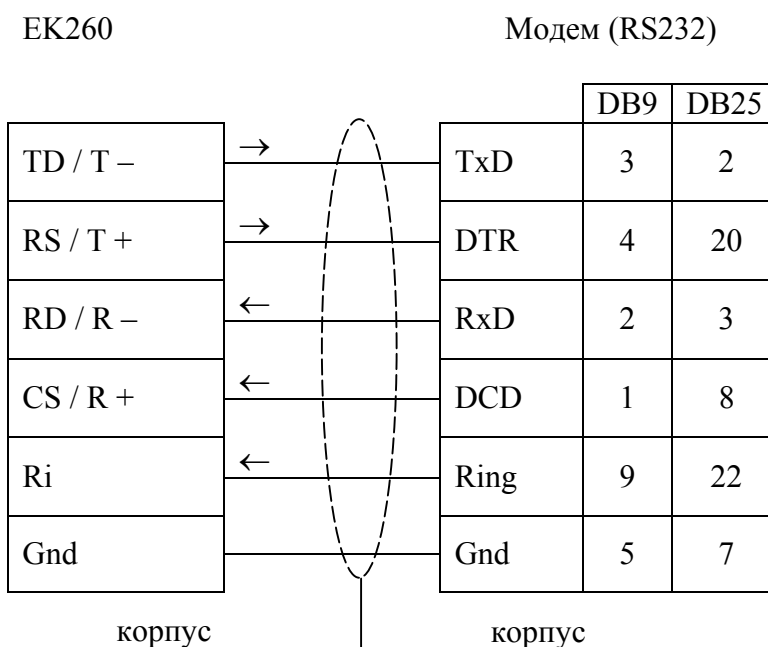 EK260 Модем (RS232)
DB9 DB25
TD / T – → TxD 3 2
RS / T + → DTR 4 20
RD / R – ← RxD 2 3
CS / R + ← DCD 1 8
Ri ← Ring 9 22
Gnd Gnd 5 7
корпус корпус